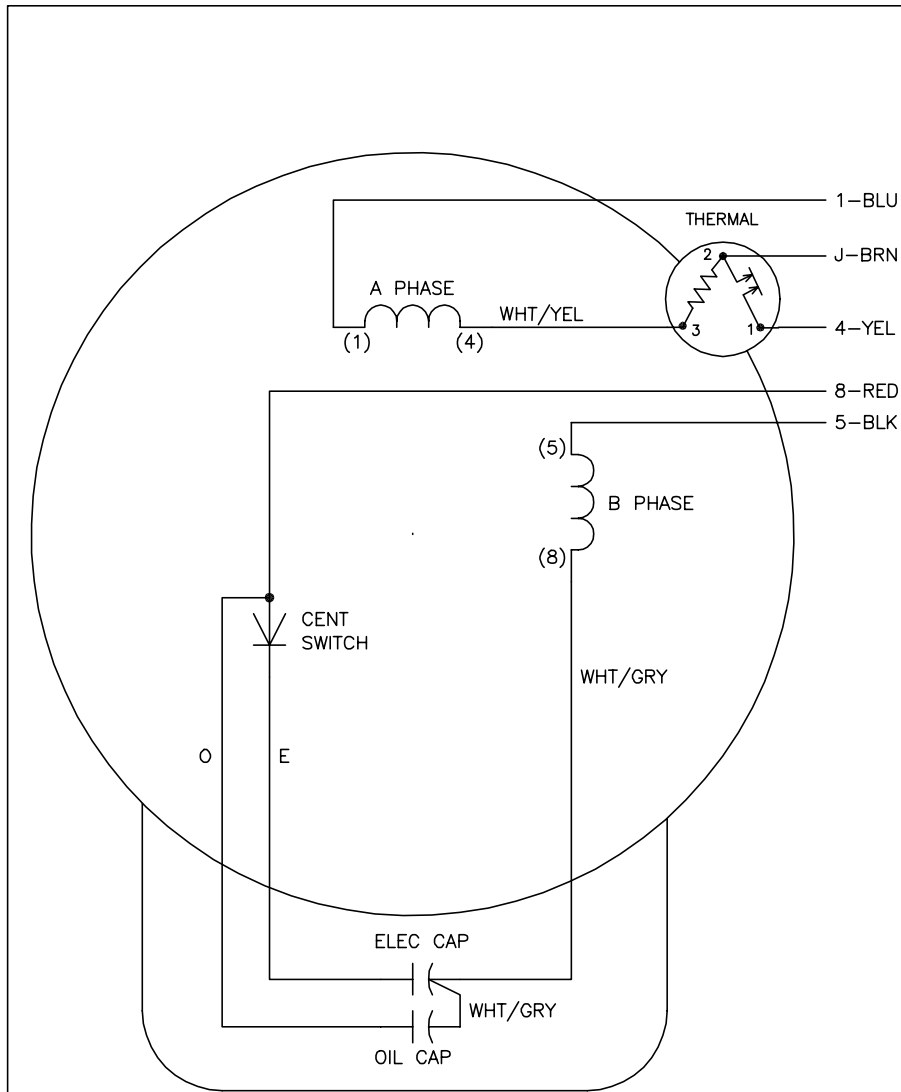 1-BLU
THERMAL
2
J-BRN
A PHASE
WHT/YEL
3
1
4-YEL
(1)
(4)
8-RED
5-BLK
(5)
B PHASE
(8)
CENT
SWITCH
WHT/GRY
O
E
ELEC CAP
WHT/GRY
OIL CAP